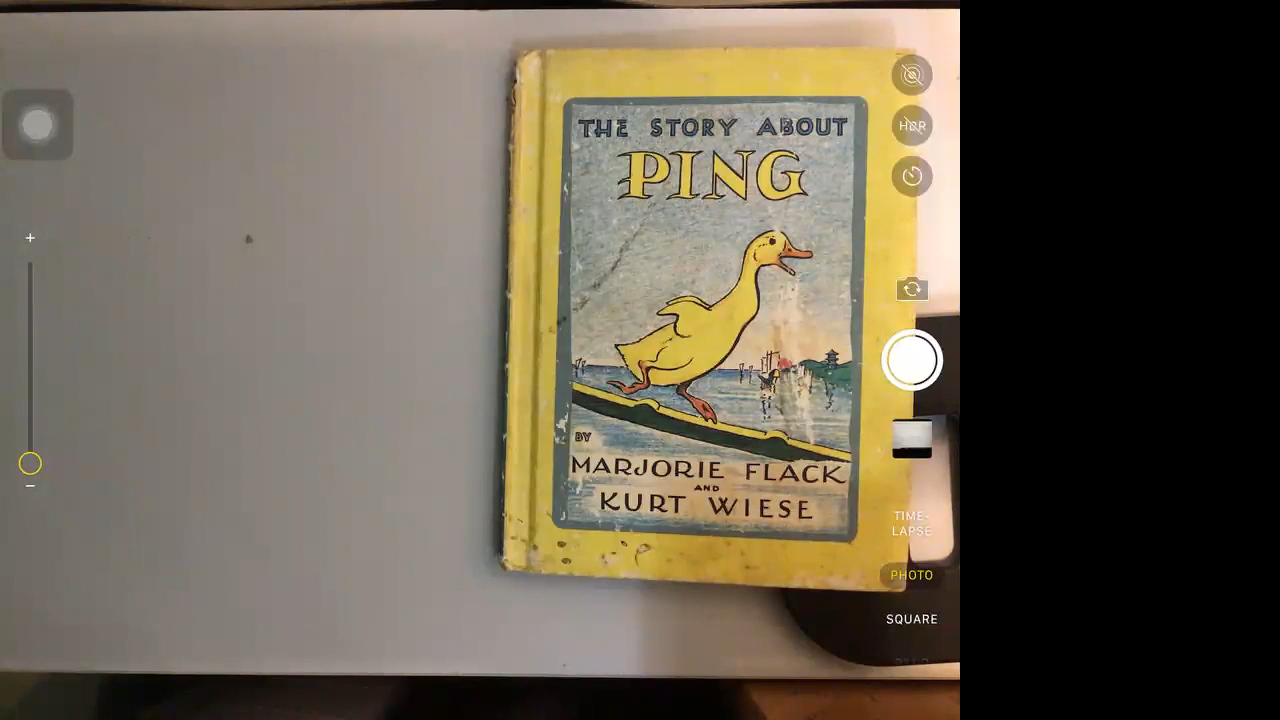 THE STORY ABOUT
PING
BY
MARJORIE FLACK
AND
KURT WIESE
HDR
TIME-
LAPSE
PHOTO
SQUARE